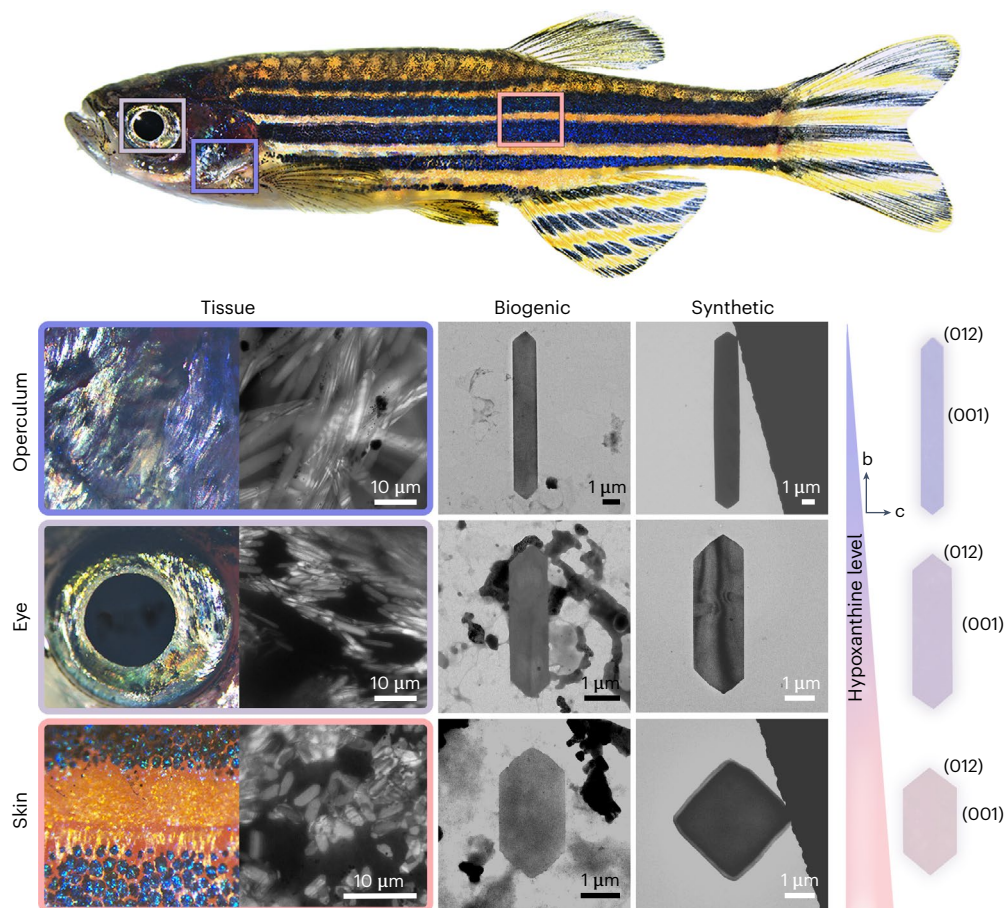 Tissue
Biogenic
Synthetic
Operculum
10 µm
1 µm
1 µm
(012)
(001)
b
c
Eye
10 µm
1 µm
1 µm
Hypoxanthine level
(012)
(001)
Skin
10 µm
1 µm
1 µm
(012)
(001)